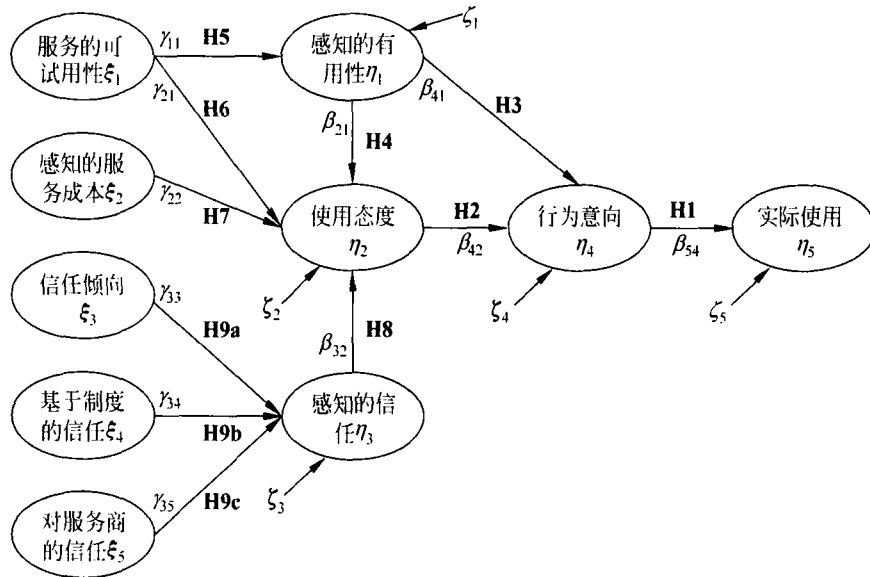 服务的可
试用性ξ₁
γ₁₁
H5
感知的有
用性η₁
ζ₁
γ₂₁
H6
β₂₁
H4
β₄₁
H3
感知的服
务成本ξ₂
γ₂₂
H7
使用态度
η₂
ζ₂
H2
β₄₂
行为意向
η₄
ζ₄
H1
β₅₄
实际使用
η₅
ζ₅
信任倾向
ξ₃
γ₃₃
H9a
β₃₂
H8
基于制度
的信任ξ₄
γ₃₄
H9b
感知的信
任η₃
ζ₃
对服务商
的信任ξ₅
γ₃₅
H9c